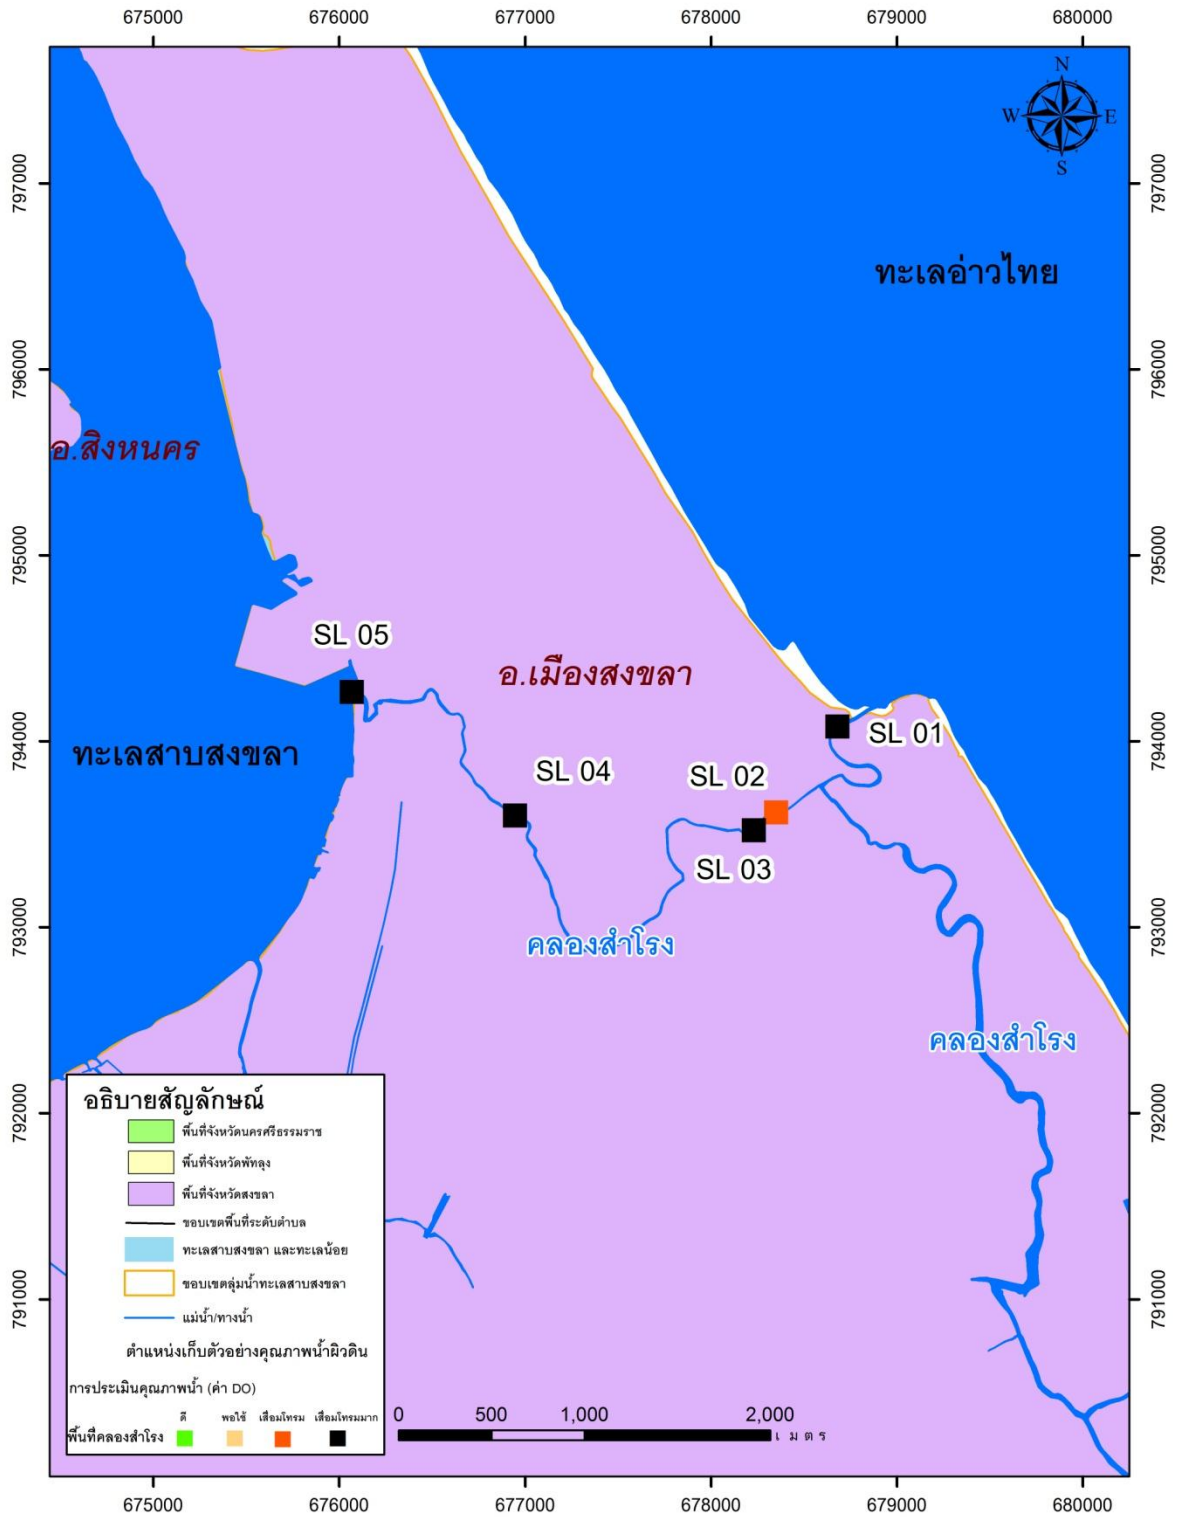 675000 676000 677000 678000 679000 680000
N
W E
S
797000 797000
ทะเลอ่าวไทย
796000 796000
อ.สิงหนคร
795000 795000
SL 05
อ.เมืองสงขลา
794000 794000
SL 01
ทะเลสาบสงขลา
SL 04
SL 02
SL 03
793000 793000
คลองสำโรง
คลองสำโรง
792000 792000
อธิบายสัญลักษณ์
พื้นที่จังหวัดนครศรีธรรมราช
พื้นที่จังหวัดพัทลุง
พื้นที่จังหวัดสงขลา
ขอบเขตพื้นที่ระดับตำบล
ทะเลสาบสงขลา และทะเลน้อย
ขอบเขตลุ่มน้ำทะเลสาบสงขลา
แม่น้ำ/ทางน้ำ
791000 791000
ตำแหน่งเก็บตัวอย่างคุณภาพน้ำผิวดิน
การประเมินคุณภาพน้ำ (ค่า DO)
ดี พอใช้ เสื่อมโทรม เสื่อมโทรมมาก
พื้นที่คลองสำโรง
0 500 1,000 2,000
เมตร
675000 676000 677000 678000 679000 680000